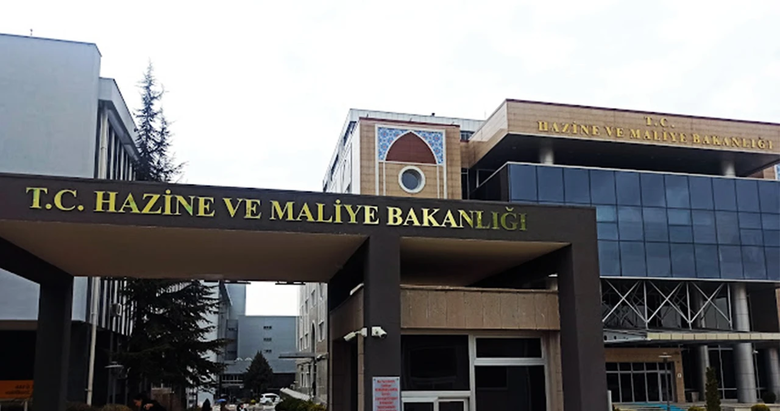 T.C.
HAZİNE VE MALİYE BAKANLIĞI
T.C. HAZİNE VE MALİYE BAKANLIĞI